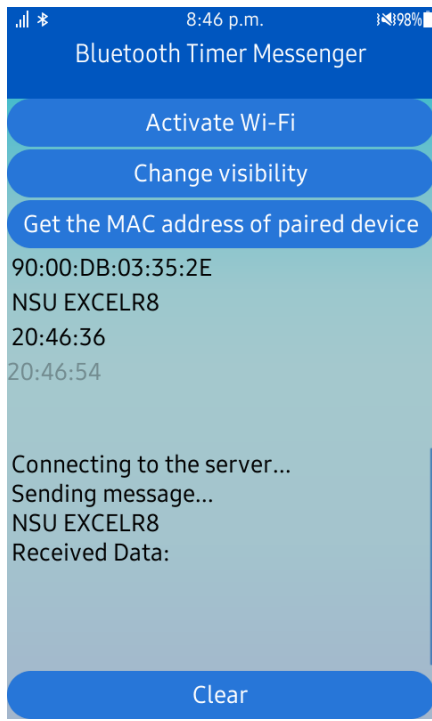 8:46 p.m. 98%
Bluetooth Timer Messenger
Activate Wi-Fi
Change visibility
Get the MAC address of paired device
90:00:DB:03:35:2E
NSU EXCELR8
20:46:36
20:46:54
Connecting to the server...
Sending message...
NSU EXCELR8
Received Data:
Clear